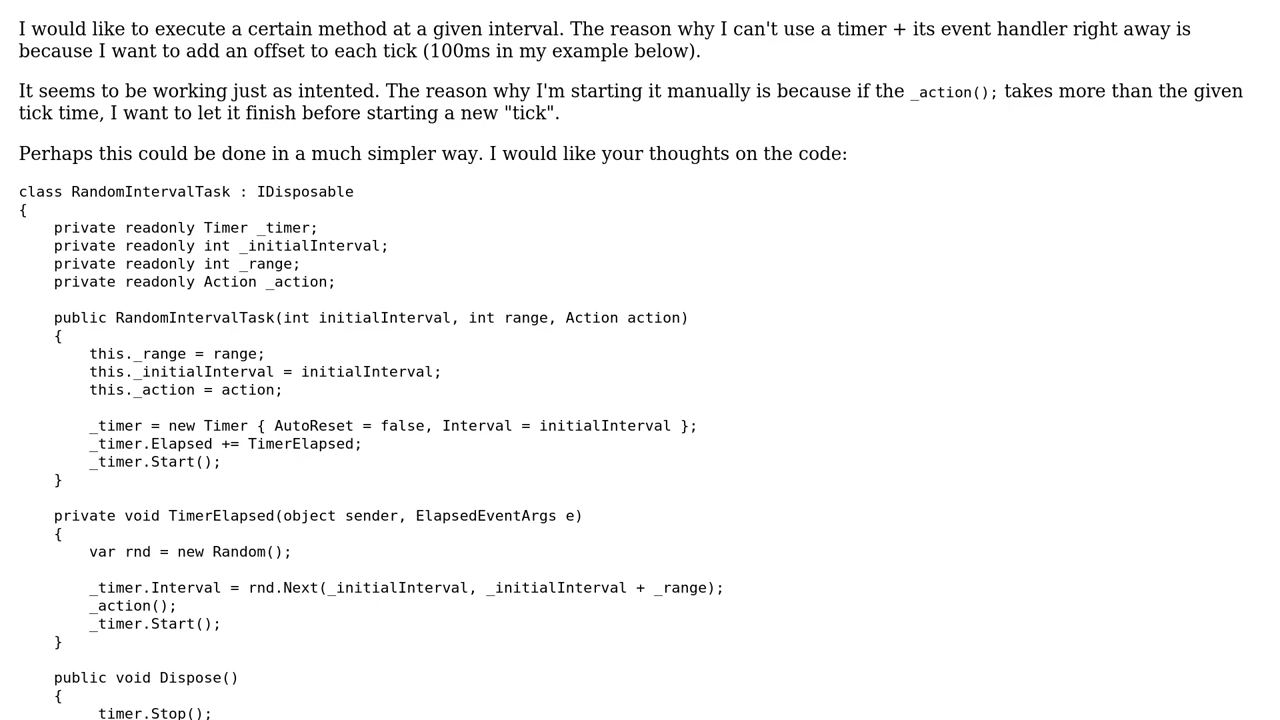 I would like to execute a certain method at a given interval. The reason why I can't use a timer + its event handler right away is
because I want to add an offset to each tick (100ms in my example below).
It seems to be working just as intented. The reason why I'm starting it manually is because if the _action(); takes more than the given
tick time, I want to let it finish before starting a new "tick".
Perhaps this could be done in a much simpler way. I would like your thoughts on the code:
class RandomIntervalTask : IDisposable
{
    private readonly Timer _timer;
    private readonly int _initialInterval;
    private readonly int _range;
    private readonly Action _action;
    public RandomIntervalTask(int initialInterval, int range, Action action)
    {
        this._range = range;
        this._initialInterval = initialInterval;
        this._action = action;
        _timer = new Timer { AutoReset = false, Interval = initialInterval };
        _timer.Elapsed += TimerElapsed;
        _timer.Start();
    }
    private void TimerElapsed(object sender, ElapsedEventArgs e)
    {
        var rnd = new Random();
        _timer.Interval = rnd.Next(_initialInterval, _initialInterval + _range);
        _action();
        _timer.Start();
    }
    public void Dispose()
    {
        timer.Stop();